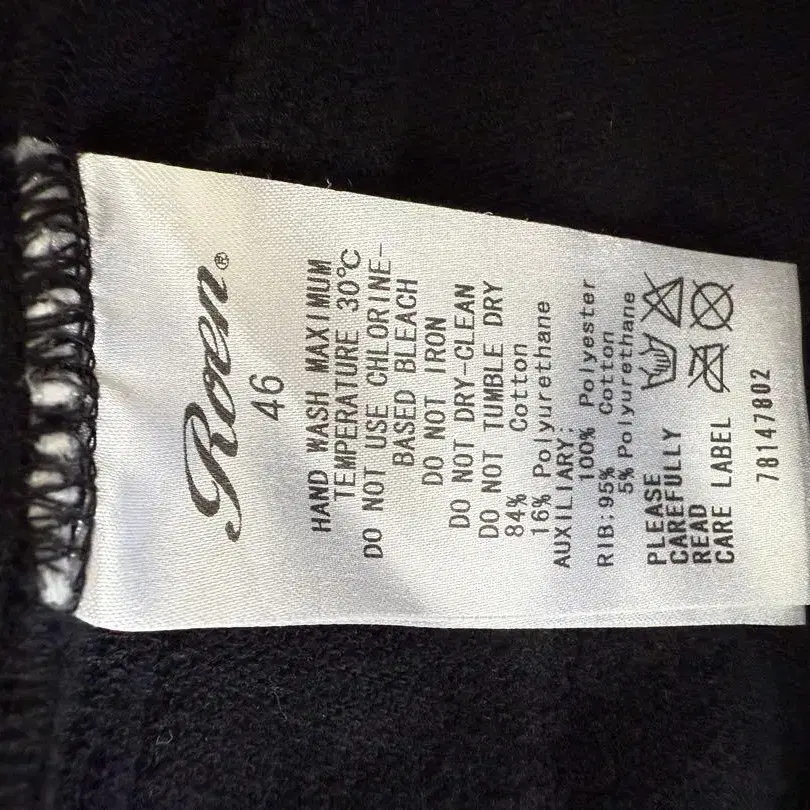 Roen®
46
HAND WASH MAXIMUM
TEMPERATURE 30℃
DO NOT USE CHLORINE-
BASED BLEACH
DO NOT IRON
DO NOT DRY-CLEAN
DO NOT TUMBLE DRY
84% Cotton
16% Polyurethane
AUXILIARY:
100% Polyester
RIB:95% Cotton
5% Polyurethane
PLEASE
CAREFULLY
READ
CARE LABEL
78147802